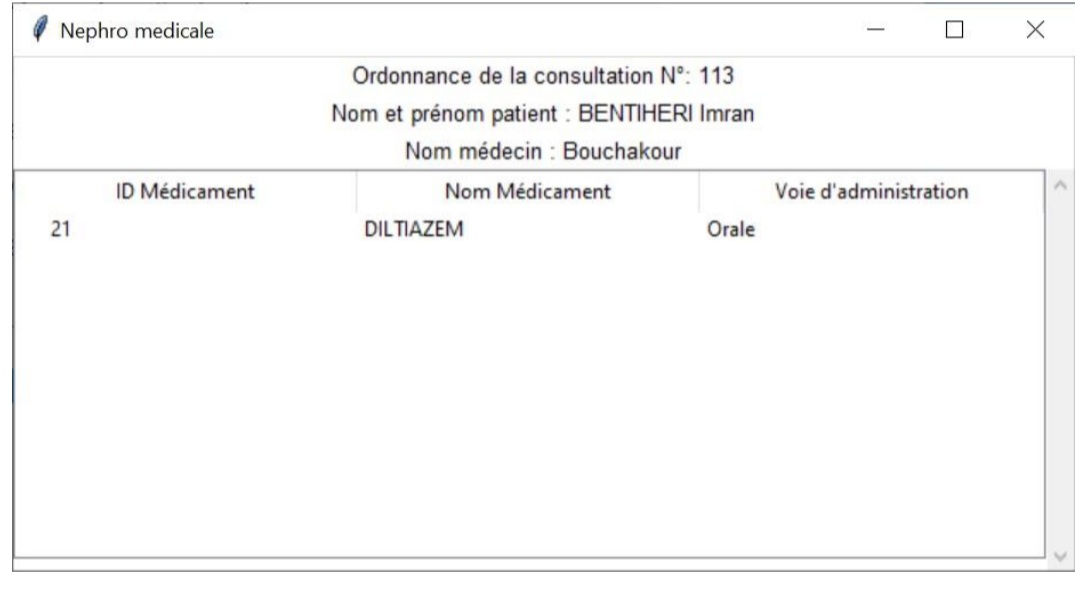 Nephro medicale
Ordonnance de la consultation N°: 113
Nom et prénom patient : BENTIHERI Imran
Nom médecin : Bouchakour
ID Médicament Nom Médicament Voie d'administration
21 DILTIAZEM Orale